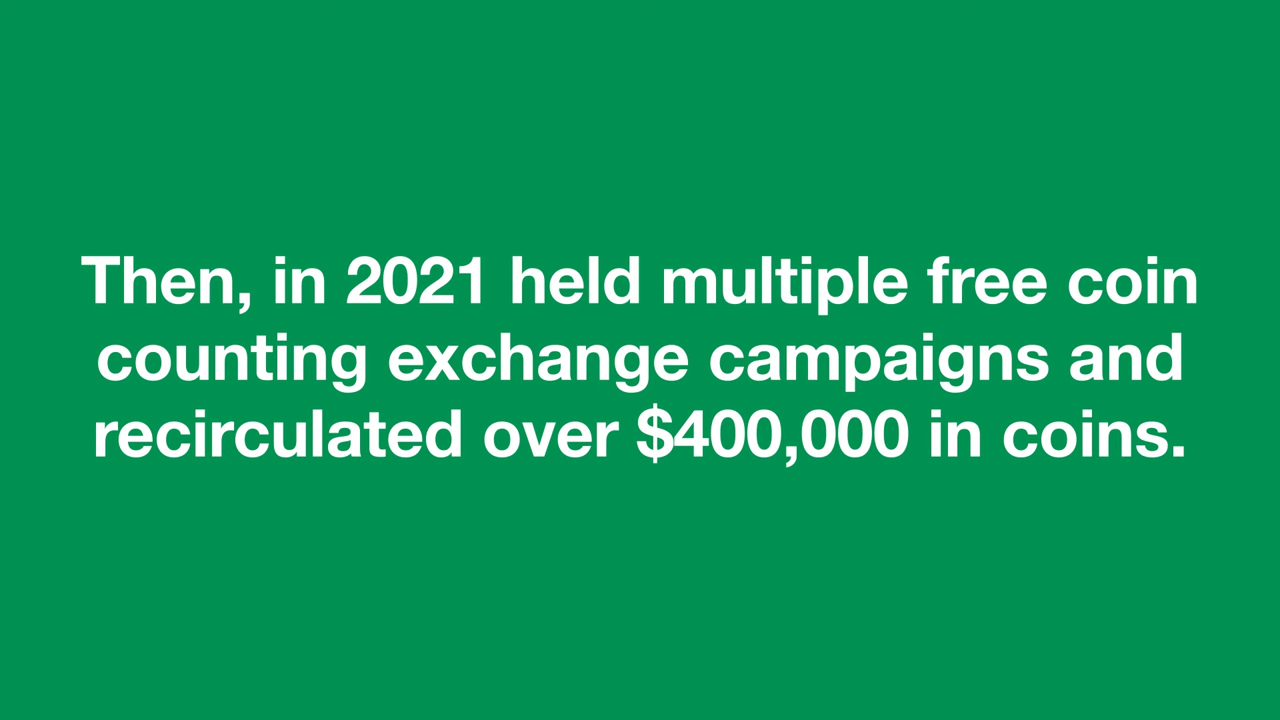 Then, in 2021 held multiple free coin
counting exchange campaigns and
recirculated over $400,000 in coins.